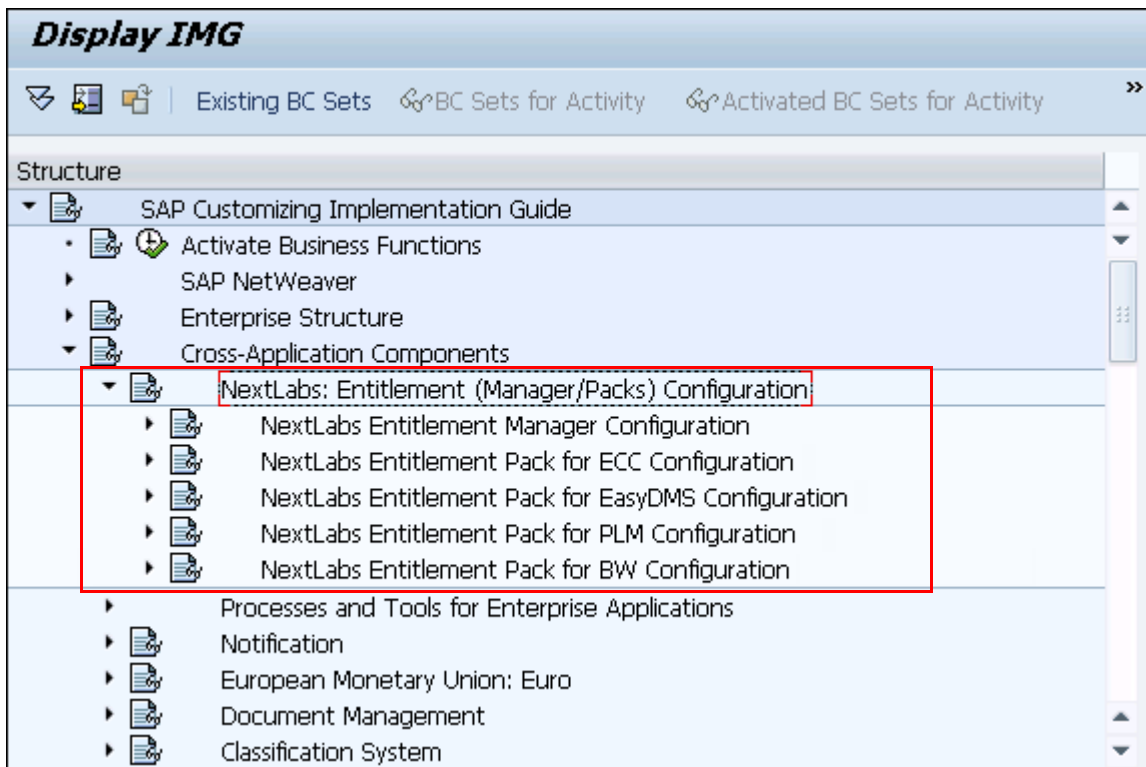 Display IMG
Existing BC Sets BC Sets for Activity Activated BC Sets for Activity »
Structure
SAP Customizing Implementation Guide
Activate Business Functions
SAP NetWeaver
Enterprise Structure
Cross-Application Components
NextLabs: Entitlement (Manager/Packs) Configuration
NextLabs Entitlement Manager Configuration
NextLabs Entitlement Pack for ECC Configuration
NextLabs Entitlement Pack for EasyDMS Configuration
NextLabs Entitlement Pack for PLM Configuration
NextLabs Entitlement Pack for BW Configuration
Processes and Tools for Enterprise Applications
Notification
European Monetary Union: Euro
Document Management
Classification System